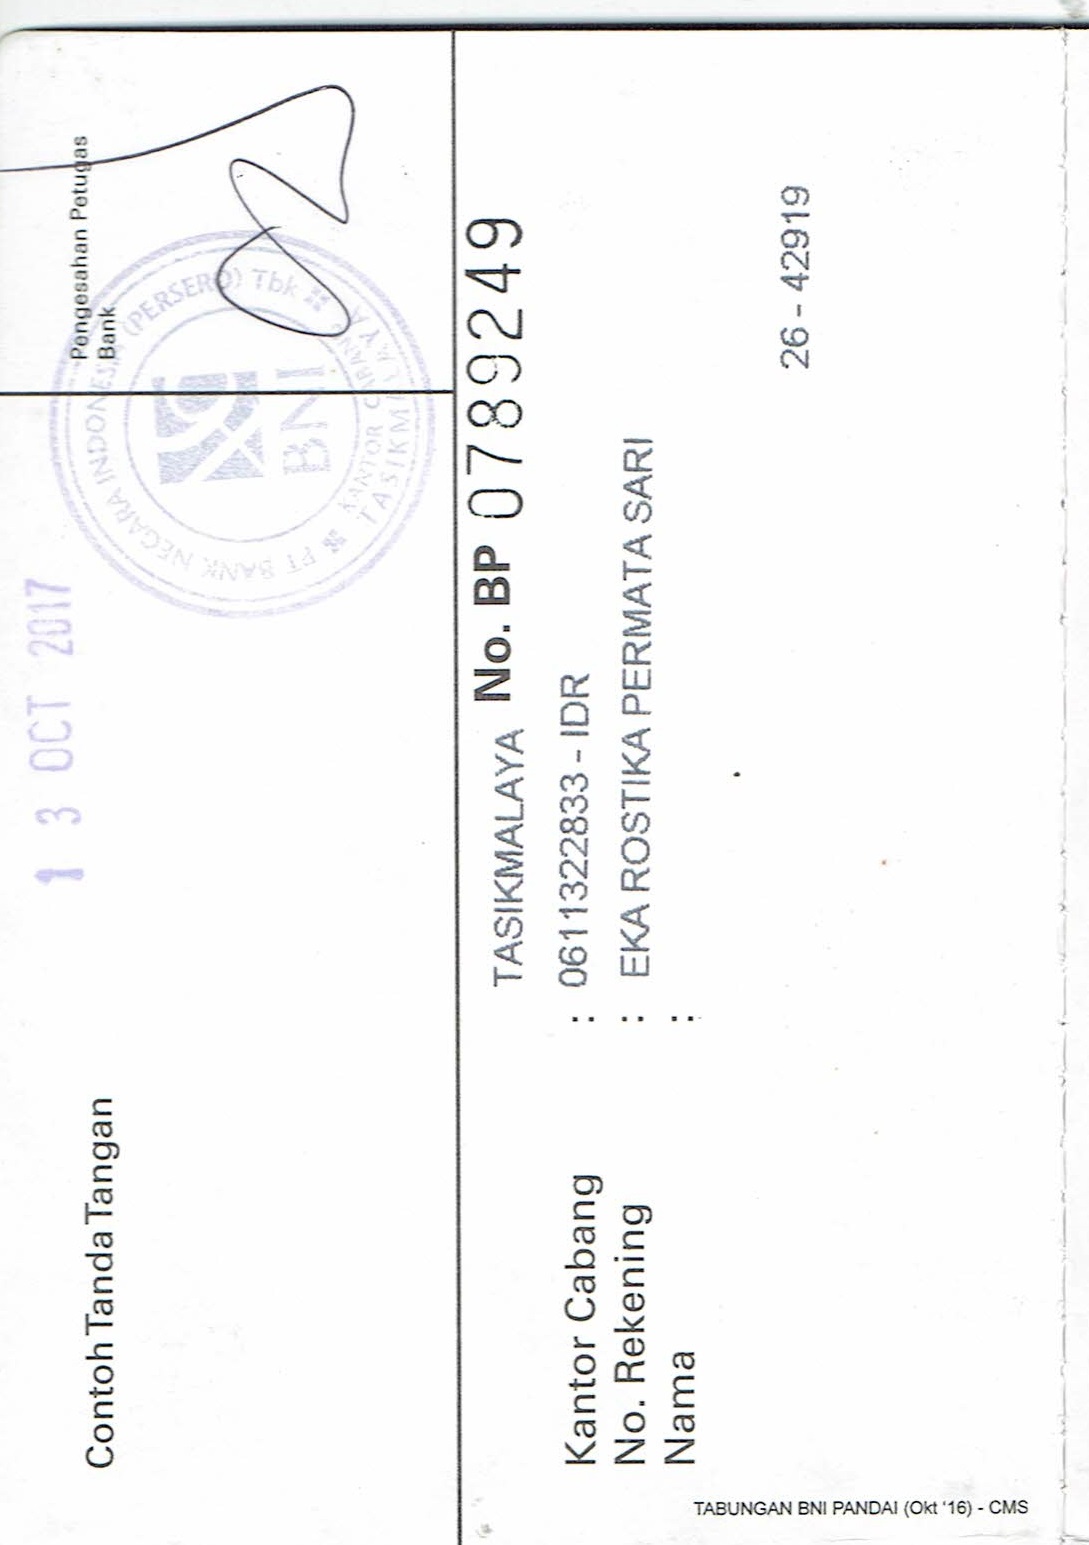 Contoh Tanda Tangan
13 OCT 2017
Pengesahan Petugas
Bank
PT BANK NEGARA INDONESIA (PERSERO) Tbk
BNI
KANTOR CABANG
TASIKMALAYA
TASIKMALAYA No. BP 0789249
Kantor Cabang : 0611322833 - IDR
No. Rekening : EKA ROSTIKA PERMATA SARI
Nama :
26 - 42919
TABUNGAN BNI PANDAI (Okt '16) - CMS